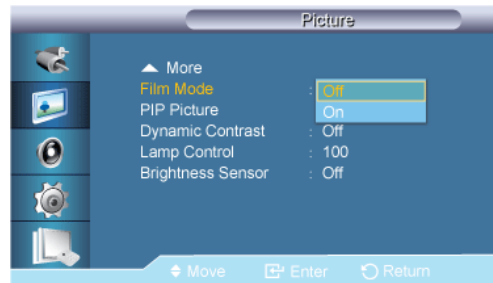 Picture
More
Film Mode : Off
PIP Picture On
Dynamic Contrast : Off
Lamp Control : 100
Brightness Sensor : Off
Move Enter Return